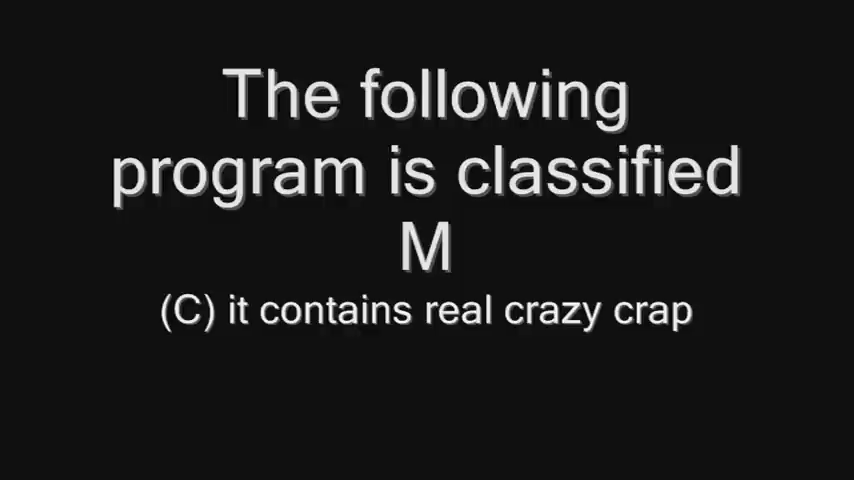 The following
program is classified
M
(C) it contains real crazy crap